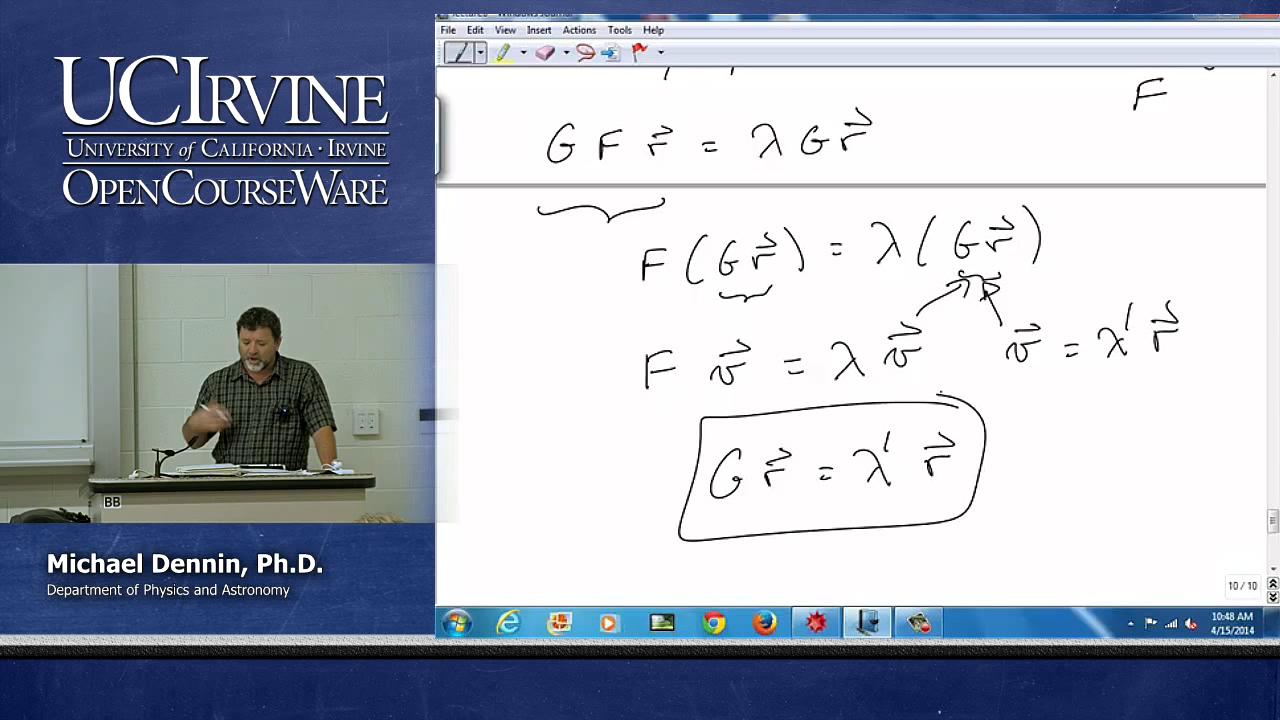 UCIRVINE
UNIVERSITY of CALIFORNIA · IRVINE
OPENCOURSEWARE
BB
Michael Dennin, Ph.D.
Department of Physics and Astronomy
File Edit View Insert Actions Tools Help
F
G F r⃗ = λ G r⃗
F (G r⃗) = λ (G r⃗)
F v⃗ = λ v⃗ v⃗ = λ' r⃗
G r⃗ = λ' r⃗
10 / 10
10:48 AM
4/15/2014